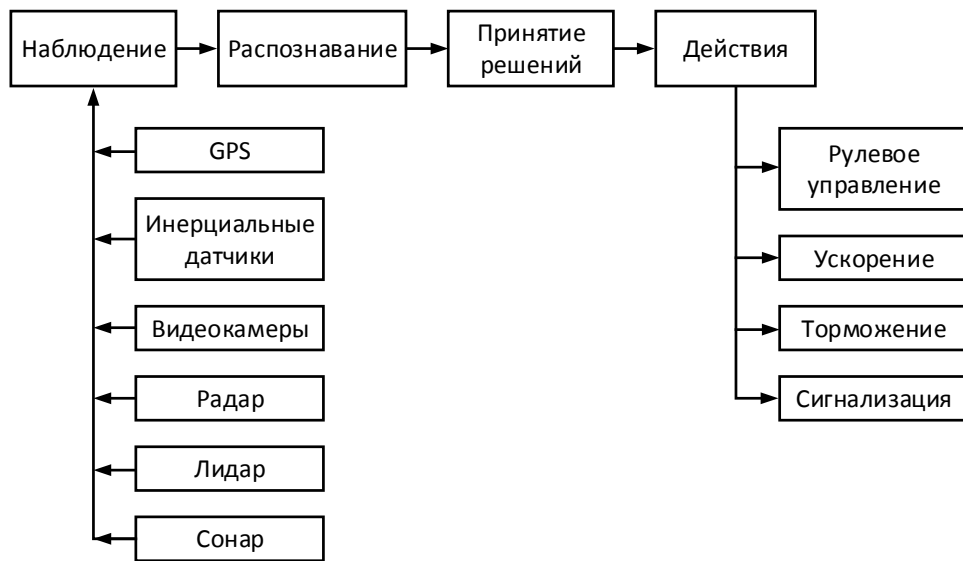 Наблюдение
Распознавание
Принятие
решений
Действия
GPS
Инерциальные
датчики
Видеокамеры
Радар
Лидар
Сонар
Рулевое
управление
Ускорение
Торможение
Сигнализация